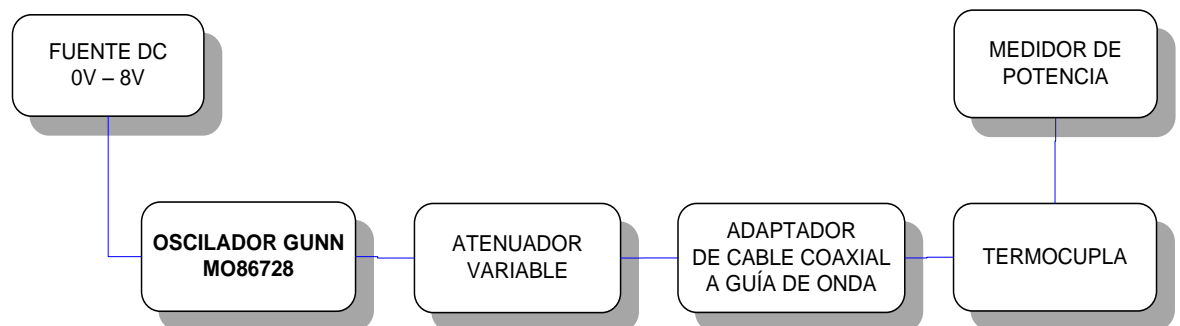 FUENTE DC
0V – 8V
MEDIDOR DE
POTENCIA
OSCILADOR GUNN
MO86728
ATENUADOR
VARIABLE
ADAPTADOR
DE CABLE COAXIAL
A GUÍA DE ONDA
TERMOCUPLA